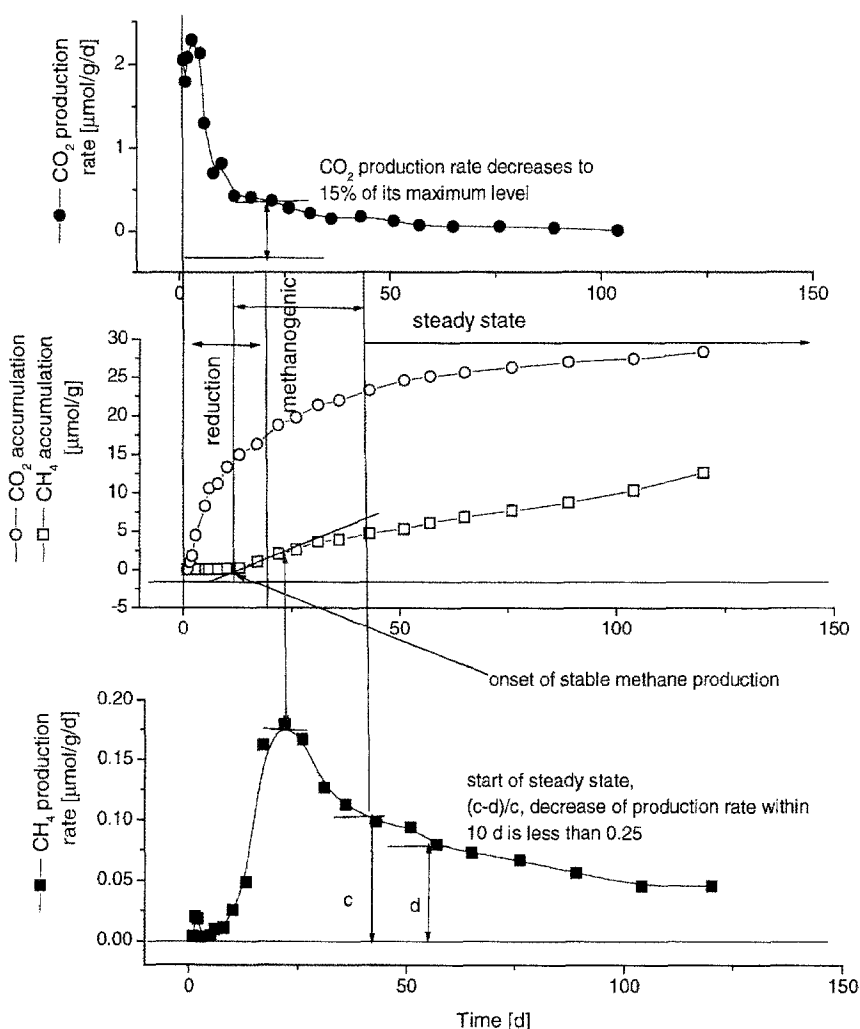 CO₂ production
rate [μmol/g/d]
2
1
0
CO₂ production rate decreases to
15% of its maximum level
0
50
100
150
CO₂ accumulation
CH₄ accumulation
[μmol/g]
30
25
20
15
10
5
0
-5
reduction
methanogenic
steady state
0
50
100
150
onset of stable methane production
CH₄ production
rate [μmol/g/d]
0.20
0.15
0.10
0.05
0.00
start of steady state,
(c-d)/c, decrease of production rate within
10 d is less than 0.25
c
d
0
50
100
150
Time [d]